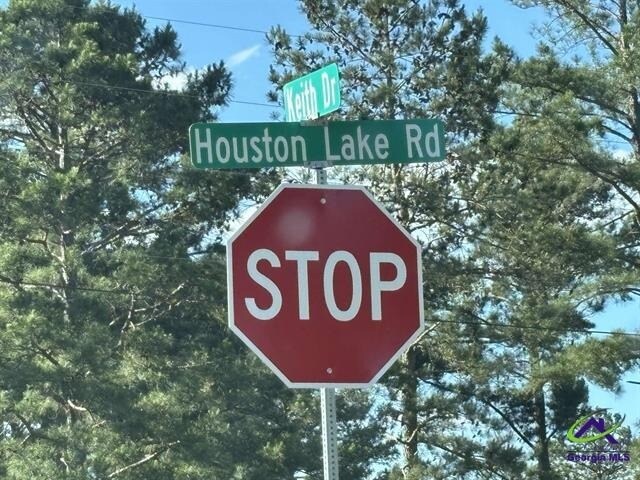 Keith Dr
Houston Lake Rd
STOP
Georgia MLS